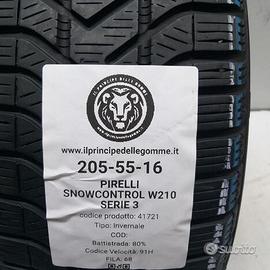 IL PRINCIPE DELLE GOMME
www.ilprincipedellegomme.it
205-55-16
PIRELLI
SNOWCONTROL W210
SERIE 3
codice prodotto: 41721
Tipo: Invernale
COD:
Battistrada: 80%
Codice Velocità: 91H
FILA: 68
subito